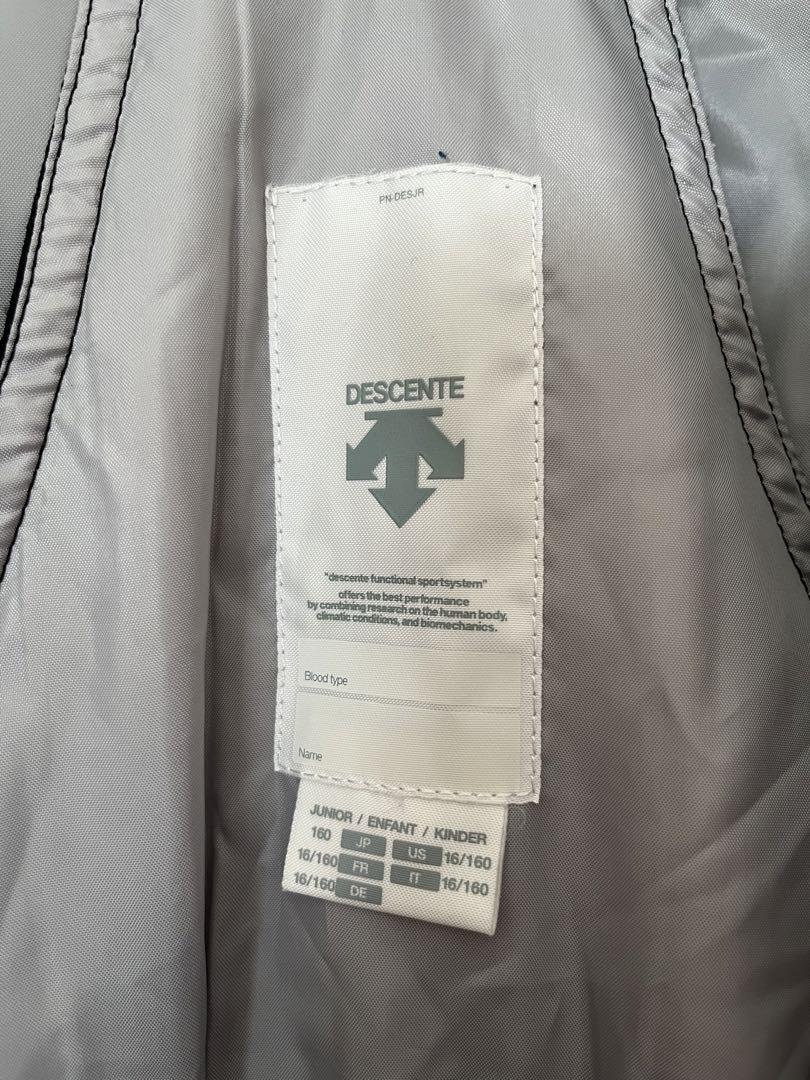 PN-DESJR
DESCENTE
"descente functional sportsystem"
offers the best performance
by combining research on the human body,
climatic conditions, and biomechanics.
Blood type
Name
JUNIOR / ENFANT / KINDER
160 JP US 16/160
16/160 FR IT 16/160
16/160 DE